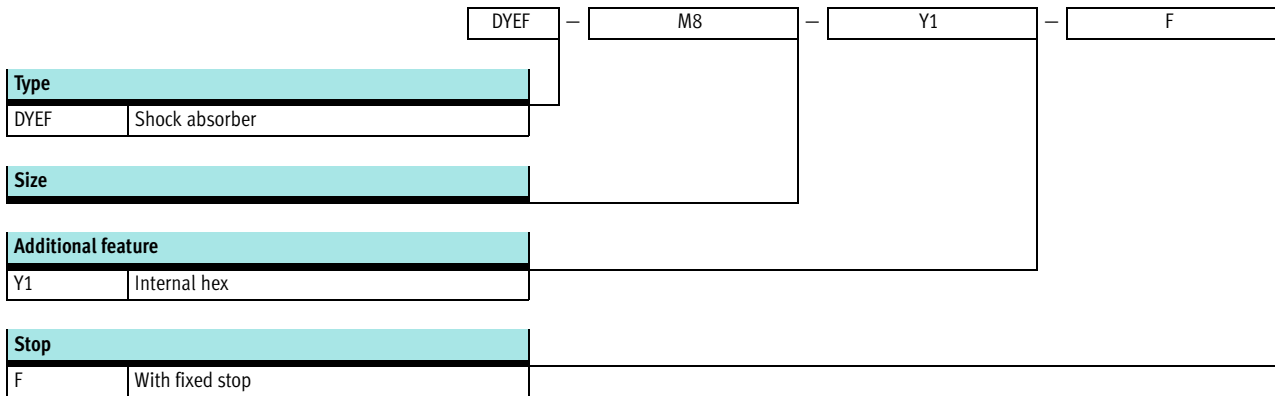 DYEF – M8 – Y1 – F
Type
DYEF Shock absorber
Size
Additional feature
Y1 Internal hex
Stop
F With fixed stop